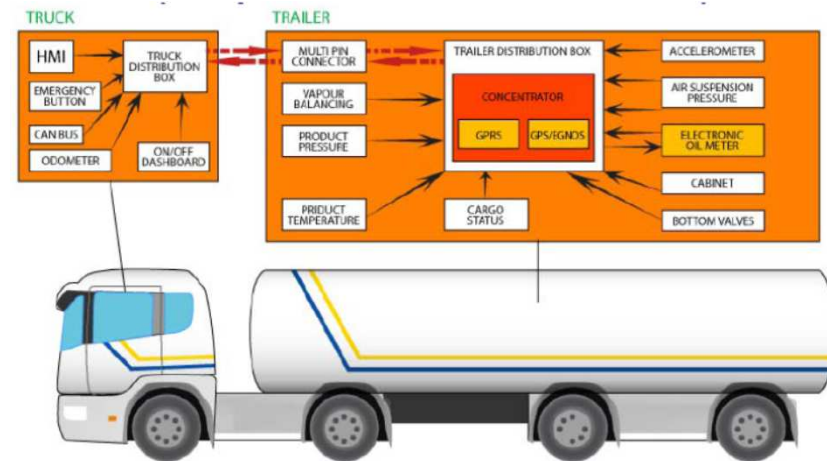 TRUCK
TRAILER
HMI
EMERGENCY
BUTTON
CAN BUS
ODOMETER
TRUCK
DISTRIBUTION
BOX
ON/OFF
DASHBOARD
MULTI PIN
CONNECTOR
VAPOUR
BALANCING
PRODUCT
PRESSURE
PRIDUCT
TEMPERATURE
TRAILER DISTRIBUTION BOX
CONCENTRATOR
GPRS
GPS/EGNOS
CARGO
STATUS
ACCELEROMETER
AIR SUSPENSION
PRESSURE
ELECTRONIC
OIL METER
CABINET
BOTTOM VALVES